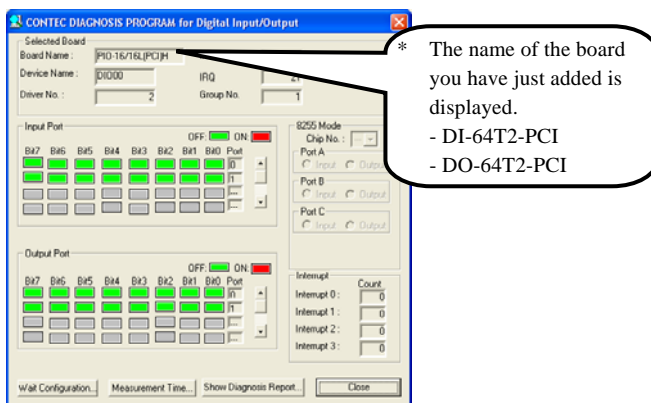 CONTEC DIAGNOSIS PROGRAM for Digital Input/Output
Selected Board
Board Name : PIO-16/16L(PCI)H
Device Name : DIO00
IRQ 21
Driver No. : 2
Group No. 1
* The name of the board
you have just added is
displayed.
- DI-64T2-PCI
- DO-64T2-PCI
Input Port
OFF: ON:
Bit7 Bit6 Bit5 Bit4 Bit3 Bit2 Bit1 Bit0 Port
0
1
---
---
8255 Mode
Chip No. : --
Port A
Input Output
Port B
Input Output
Port C
Input Output
Output Port
OFF: ON:
Bit7 Bit6 Bit5 Bit4 Bit3 Bit2 Bit1 Bit0 Port
0
1
---
---
Interrupt
Count
Interrupt 0 : 0
Interrupt 1 : 0
Interrupt 2 : 0
Interrupt 3 : 0
Wait Configuration... Measurement Time... Show Diagnosis Report... Close